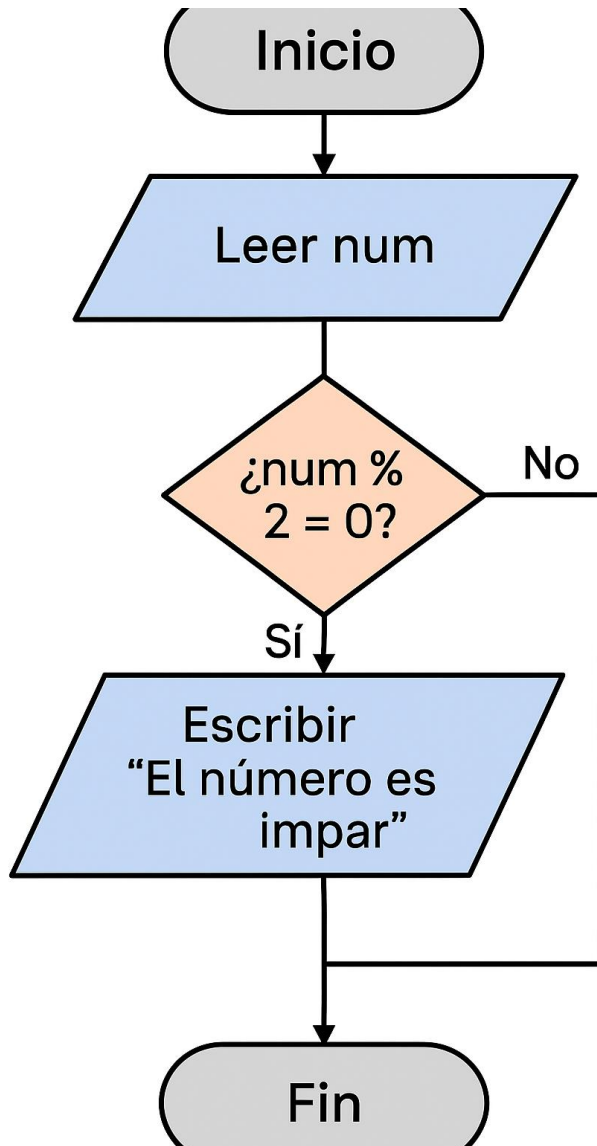 Inicio
Leer num
¿num %
2 = 0?
No
Sí
Escribir
“El número es
impar”
Fin